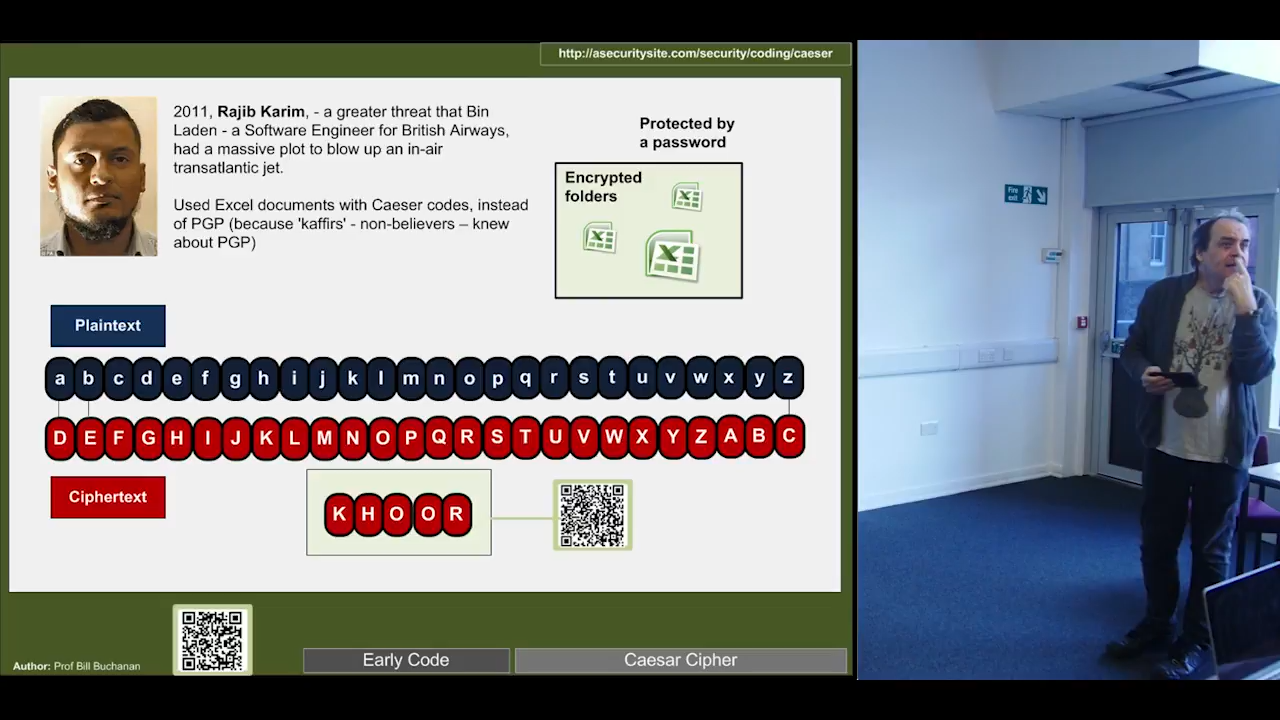 http://asecuritysite.com/security/coding/caeser
2011, Rajib Karim, - a greater threat that Bin
Laden - a Software Engineer for British Airways,
had a massive plot to blow up an in-air
transatlantic jet.
Used Excel documents with Caeser codes, instead
of PGP (because 'kaffirs' - non-believers – knew
about PGP)
Protected by
a password
Encrypted
folders
Plaintext
a b c d e f g h i j k l m n o p q r s t u v w x y z
D E F G H I J K L M N O P Q R S T U V W X Y Z A B C
Ciphertext
K H O O R
Author: Prof Bill Buchanan
Early Code
Caesar Cipher
Fire
exit